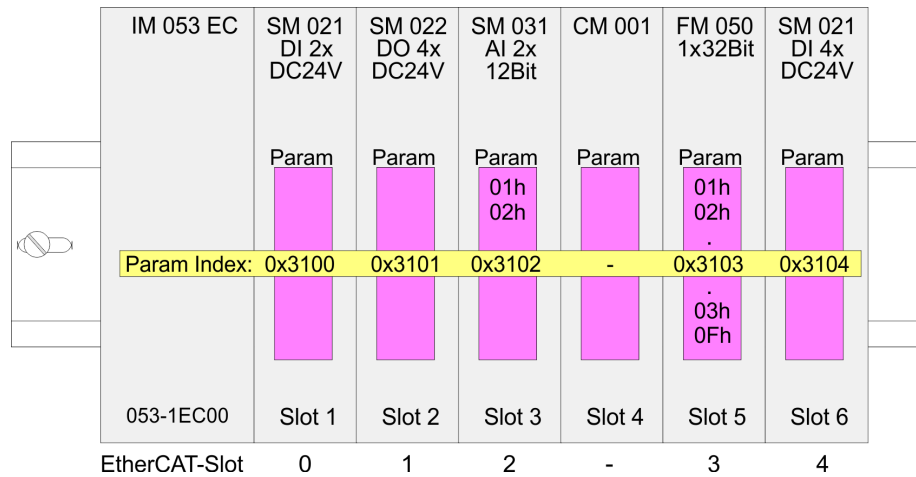 IM 053 EC
SM 021
DI 2x
DC24V
SM 022
DO 4x
DC24V
SM 031
AI 2x
12Bit
CM 001
FM 050
1x32Bit
SM 021
DI 4x
DC24V
Param Param Param Param Param Param
01h
02h
01h
02h
.
Param Index: 0x3100 0x3101 0x3102 - 0x3103 0x3104
.
03h
0Fh
053-1EC00 Slot 1 Slot 2 Slot 3 Slot 4 Slot 5 Slot 6
EtherCAT-Slot 0 1 2 - 3 4